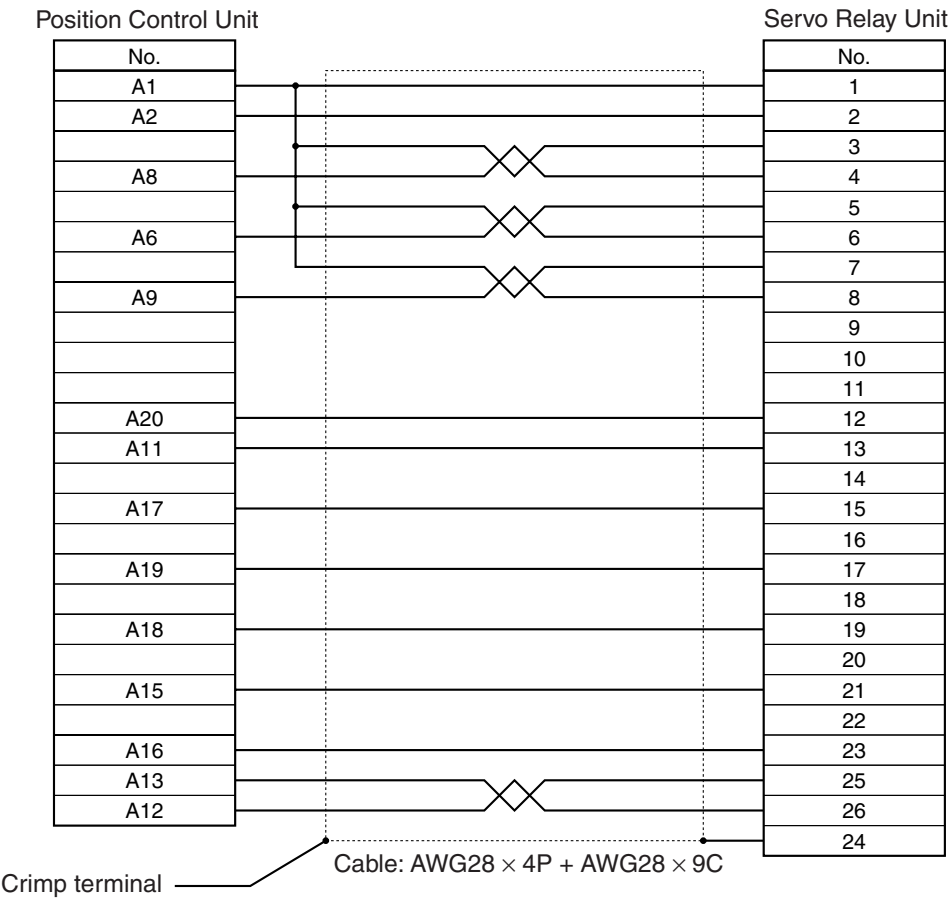 Position Control Unit Servo Relay Unit
No. No.
A1 1
A2 2
3
A8 4
5
A6 6
7
A9 8
9
10
11
A20 12
A11 13
14
A17 15
16
A19 17
18
A18 19
20
A15 21
22
A16 23
A13 25
A12 26
24
Cable: AWG28 × 4P + AWG28 × 9C
Crimp terminal